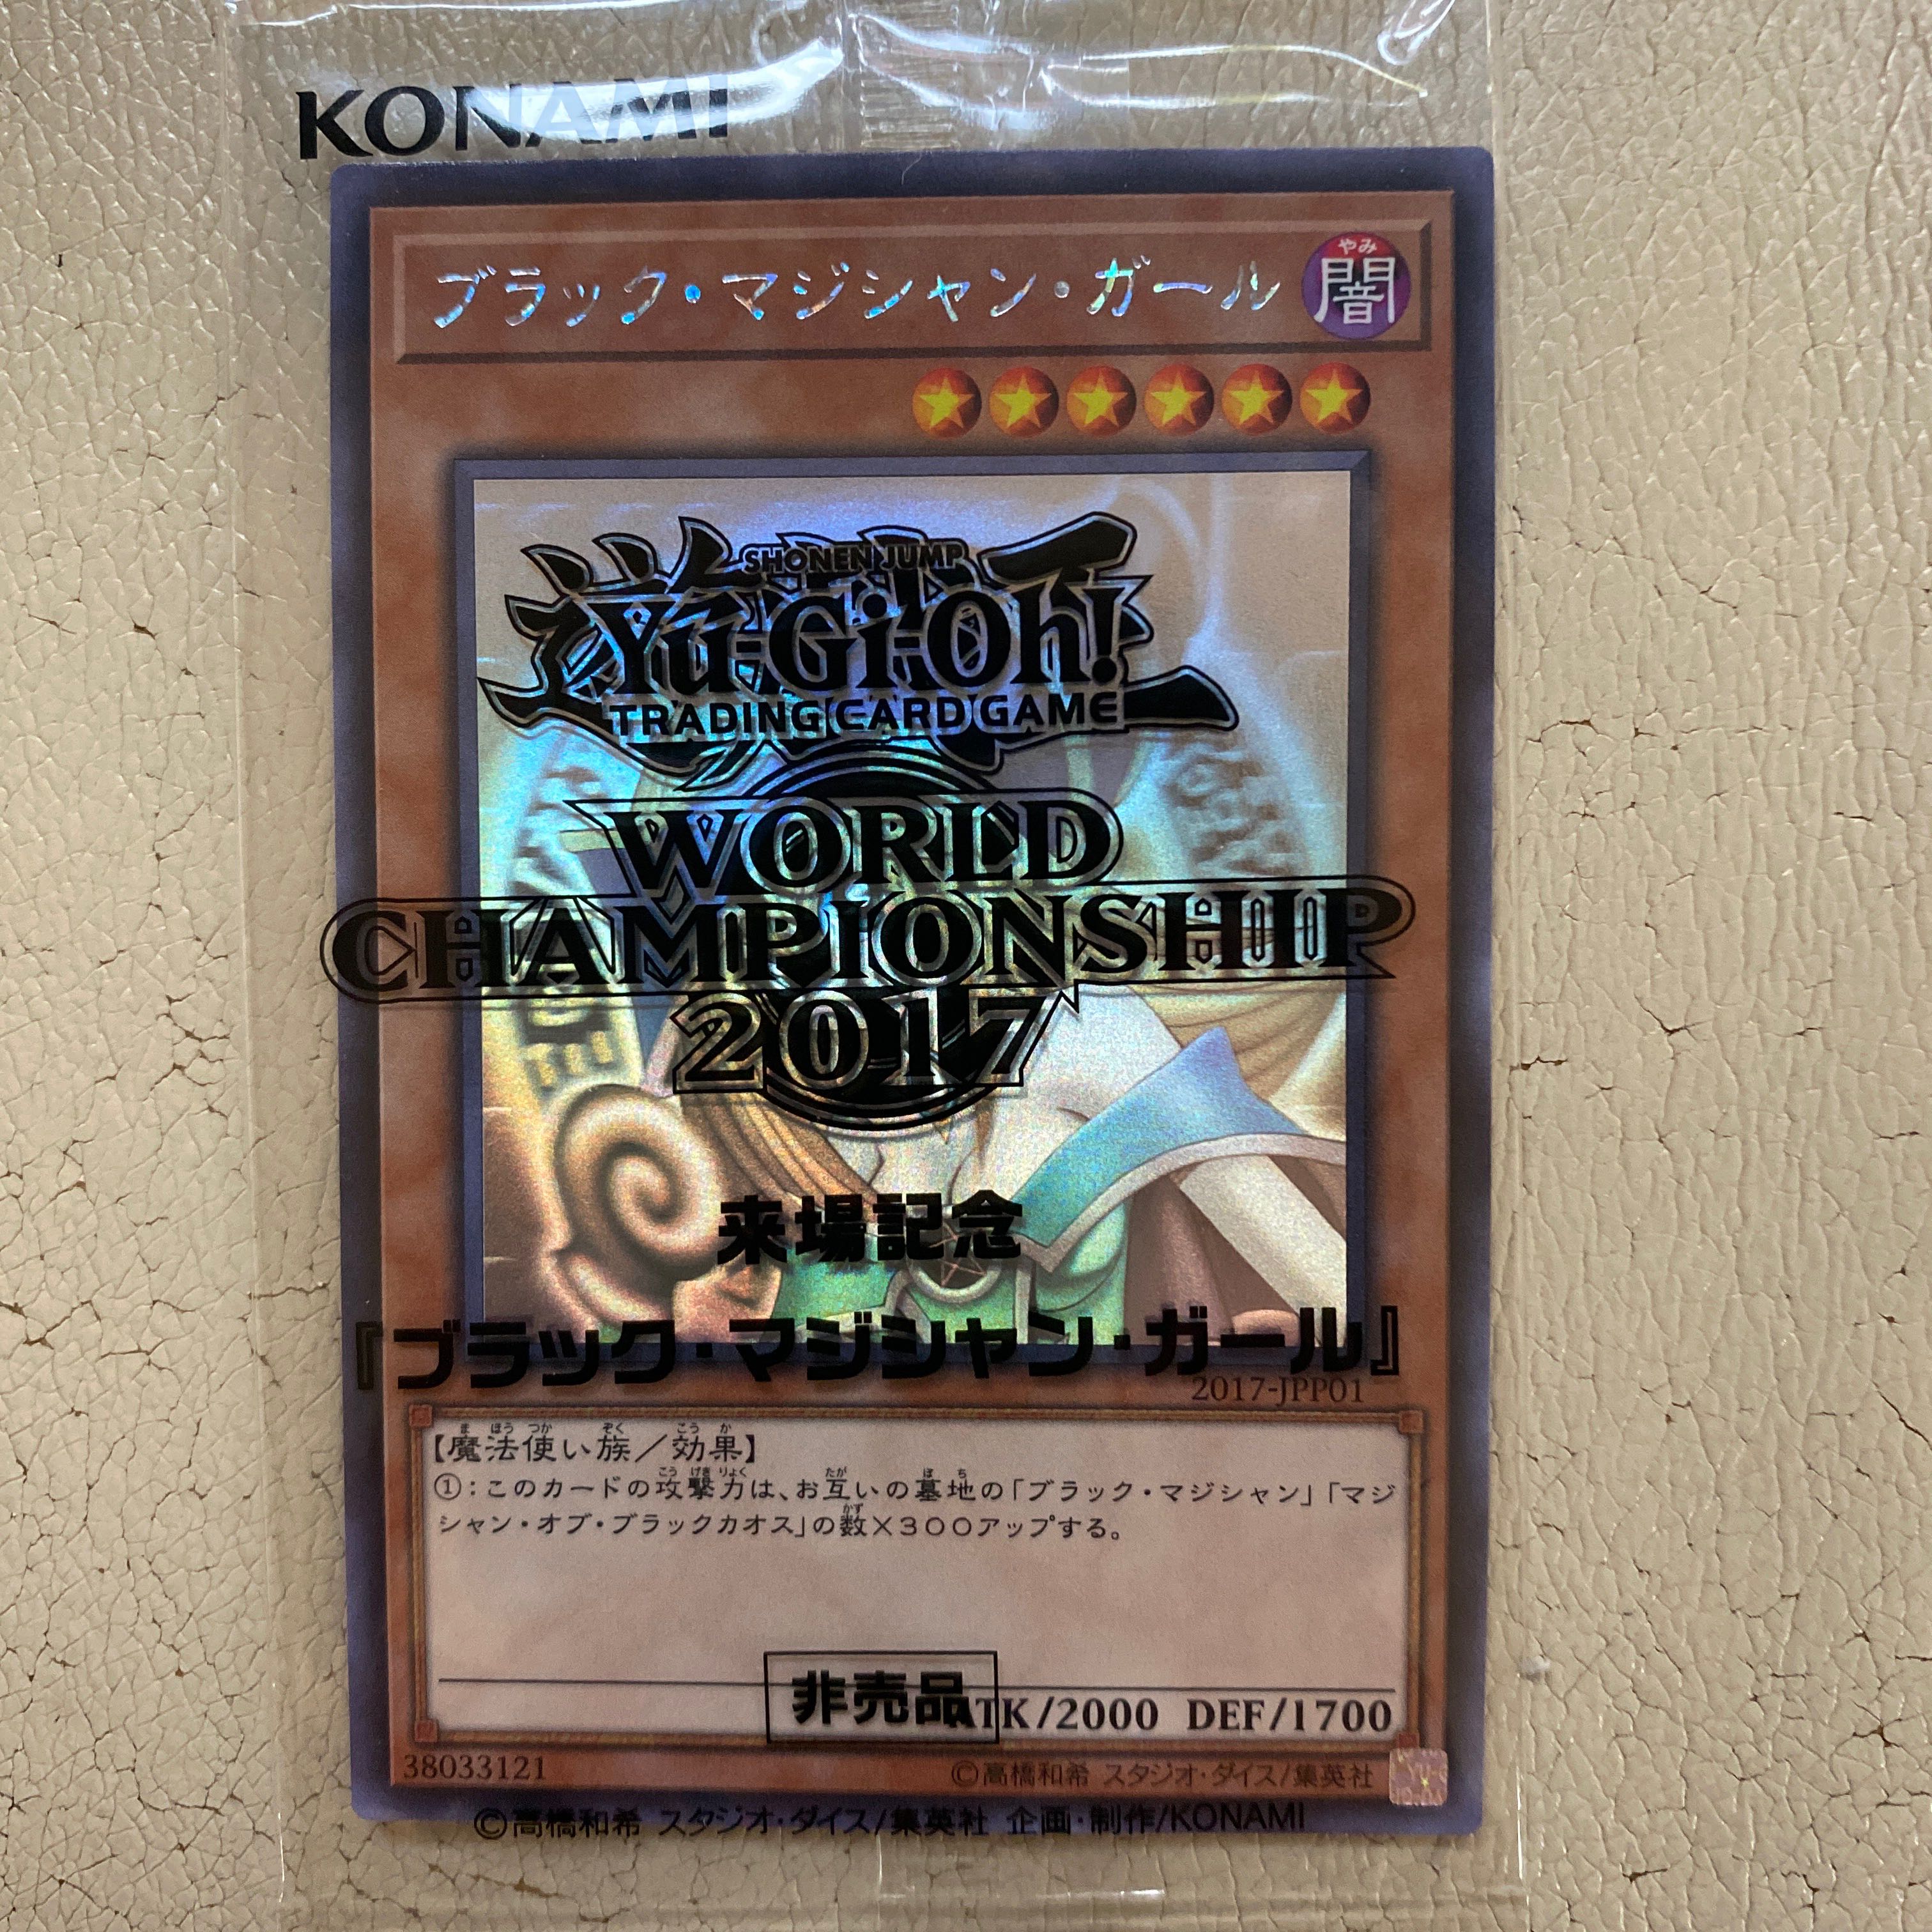 KONAMI
ブラック・マジシャン・ガール
やみ
闇
SHONEN JUMP
遊戯王
Yu-Gi-Oh!
TRADING CARD GAME
WORLD
CHAMPIONSHIP
2017
来場記念
『ブラック・マジシャン・ガール』
2017-JPP01
【魔法使い族／効果】
①：このカードの攻撃力は、お互いの墓地の「ブラック・マジシャン」「マジ
シャン・オブ・ブラックカオス」の数×３００アップする。
非売品
ATK/2000 DEF/1700
38033121
©高橋和希 スタジオ・ダイス/集英社
©高橋和希 スタジオ・ダイス/集英社 企画・制作/KONAMI